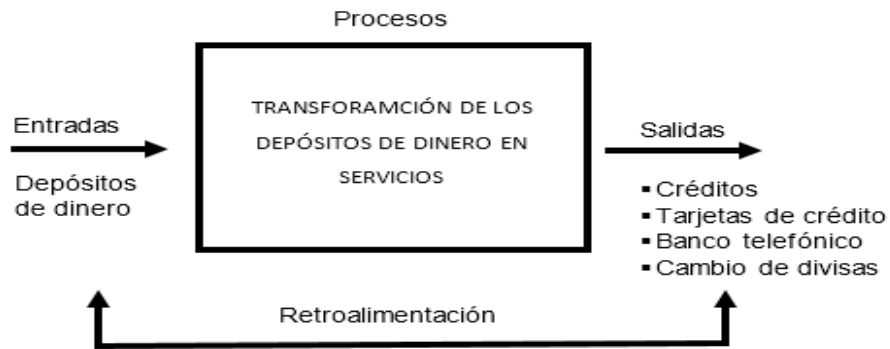 Procesos
TRANSFORAMCIÓN DE LOS
DEPÓSITOS DE DINERO EN
SERVICIOS
Entradas
Depósitos
de dinero
Salidas
▪ Créditos
▪ Tarjetas de crédito
▪ Banco telefónico
▪ Cambio de divisas
Retroalimentación